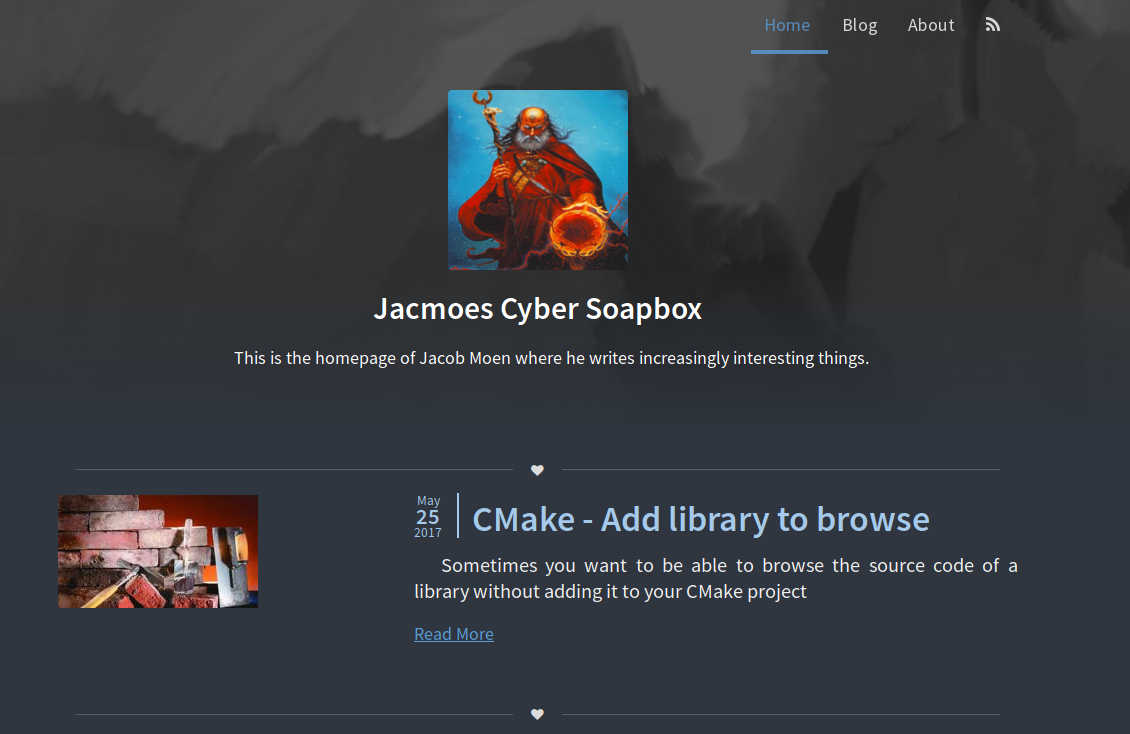 Home Blog About
Jacmoes Cyber Soapbox
This is the homepage of Jacob Moen where he writes increasingly interesting things.
May
25
2017
CMake - Add library to browse
Sometimes you want to be able to browse the source code of a
library without adding it to your CMake project
Read More